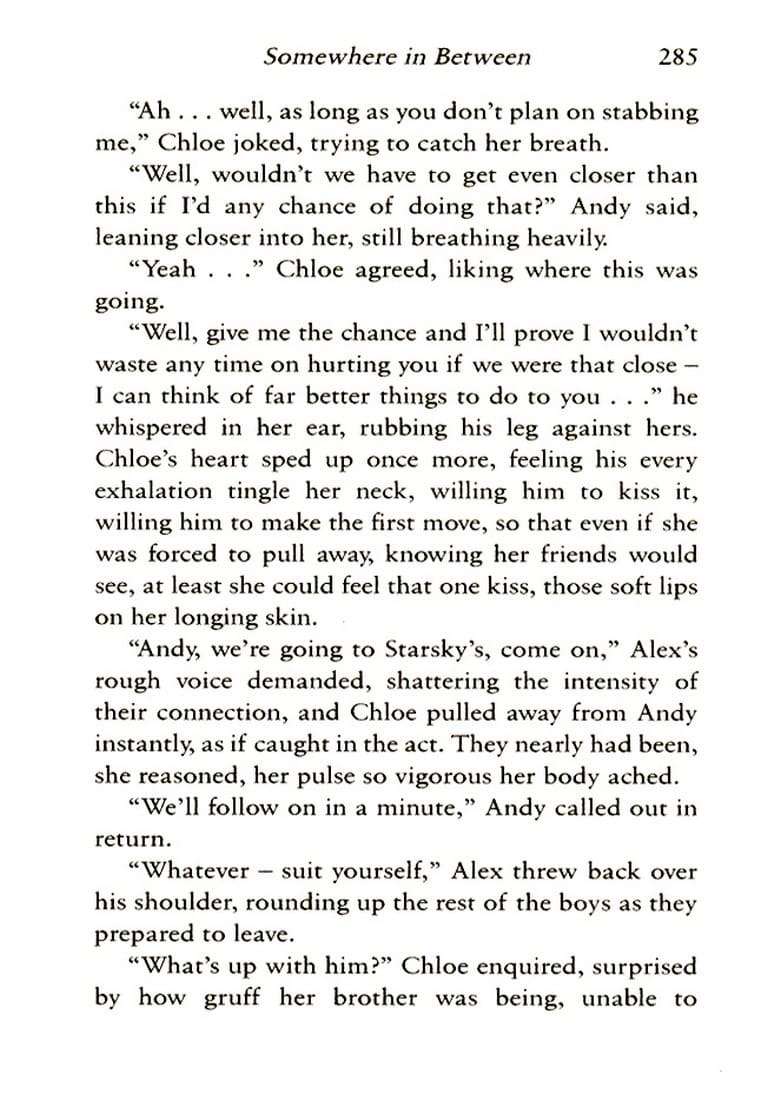 Somewhere in Between 285
“Ah . . . well, as long as you don’t plan on stabbing
me,” Chloe joked, trying to catch her breath.
“Well, wouldn’t we have to get even closer than
this if I’d any chance of doing that?” Andy said,
leaning closer into her, still breathing heavily.
“Yeah . . .” Chloe agreed, liking where this was
going.
“Well, give me the chance and I’ll prove I wouldn’t
waste any time on hurting you if we were that close –
I can think of far better things to do to you . . .” he
whispered in her ear, rubbing his leg against hers.
Chloe’s heart sped up once more, feeling his every
exhalation tingle her neck, willing him to kiss it,
willing him to make the first move, so that even if she
was forced to pull away, knowing her friends would
see, at least she could feel that one kiss, those soft lips
on her longing skin.
“Andy, we’re going to Starsky’s, come on,” Alex’s
rough voice demanded, shattering the intensity of
their connection, and Chloe pulled away from Andy
instantly, as if caught in the act. They nearly had been,
she reasoned, her pulse so vigorous her body ached.
“We’ll follow on in a minute,” Andy called out in
return.
“Whatever – suit yourself,” Alex threw back over
his shoulder, rounding up the rest of the boys as they
prepared to leave.
“What’s up with him?” Chloe enquired, surprised
by how gruff her brother was being, unable to